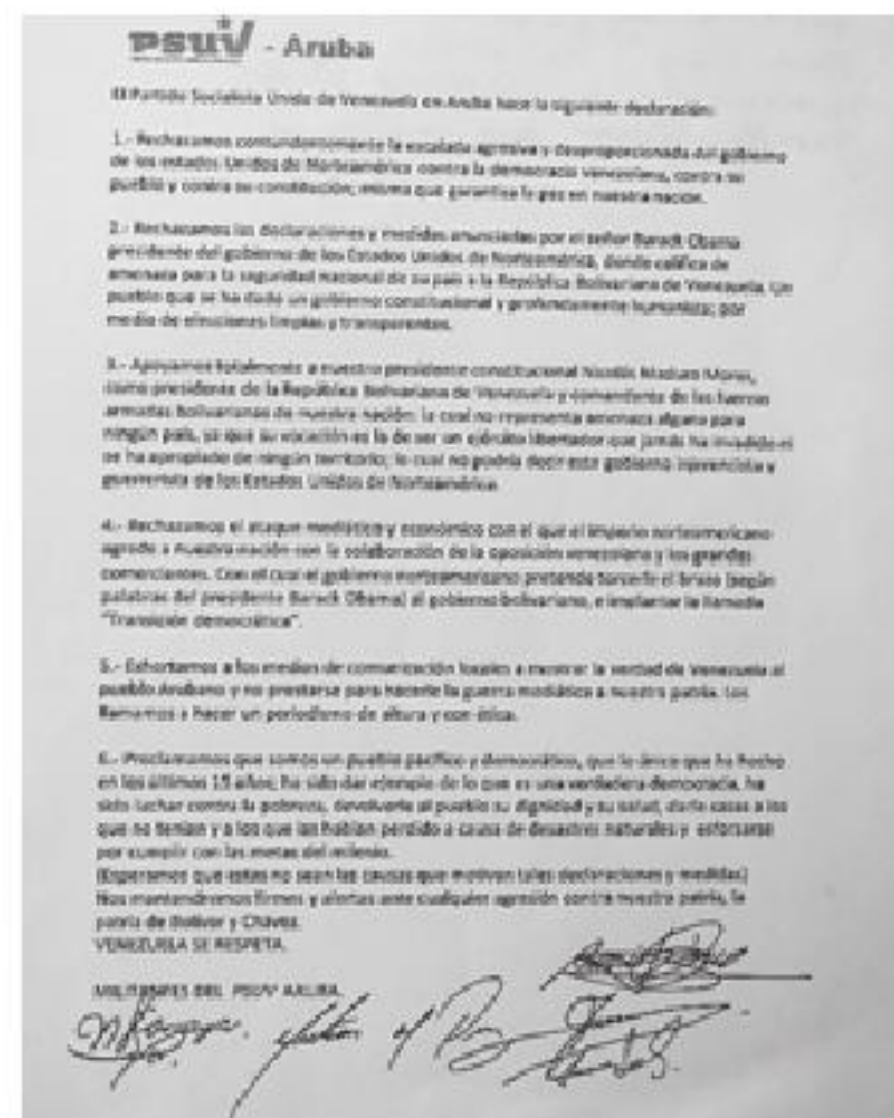 PSUV - Aruba
El Partido Socialista Unido de Venezuela en Aruba hace la siguiente declaración:
1.- Rechazamos contundentemente la escalada agresiva y desproporcionada del gobierno
de los estados Unidos de Norteamérica contra la democracia venezolana, contra su
pueblo y contra su constitución; misma que garantiza la paz en nuestra nación.
2.- Rechazamos las declaraciones y medidas anunciadas por el señor Barack Obama
presidente del gobierno de los Estados Unidos de Norteamérica, donde califica de
amenaza para la seguridad nacional de su país a la República Bolivariana de Venezuela. Un
pueblo que se ha dado un gobierno constitucional y profundamente humanista; por
medio de elecciones limpias y transparentes.
3.- Apoyamos totalmente a nuestro presidente constitucional Nicolás Maduro Moros,
como presidente de la República Bolivariana de Venezuela y comandante de las fuerzas
armadas Bolivarianas de nuestra nación; la cual no representa amenaza alguna para
ningún país, ya que su vocación es la de ser un ejército libertador que jamás ha invadido ni
se ha apropiado de ningún territorio; lo cual no podría decir este gobierno injerencista y
guerrerista de los Estados Unidos de Norteamérica.
4.- Rechazamos el ataque mediático y económico con el que el imperio norteamericano
agrede a nuestra nación con la colaboración de la oposición venezolana y los grandes
comerciantes. Con el cual el gobierno norteamericano pretende torcerle el brazo (según
palabras del presidente Barack Obama) al gobierno bolivariano, e implantar la llamada
"Transición democrática".
5.- Exhortamos a los medios de comunicación locales a mostrar la verdad de Venezuela al
pueblo Arubano y no prestarse para hacerle la guerra mediática a nuestra patria. Los
llamamos a hacer un periodismo de altura y con ética.
6.- Proclamamos que somos un pueblo pacífico y democrático, que lo único que ha hecho
en los últimos 15 años; ha sido dar ejemplo de lo que es una verdadera democracia, ha
sido luchar contra la pobreza, devolverle al pueblo su dignidad y su salud, darle casas a los
que no tenían y a los que las habían perdido a causa de desastres naturales y esforzarse
por cumplir con las metas del milenio.
(Esperamos que estas no sean las causas que motiven tales declaraciones y medidas)
Nos mantendremos firmes y alertas ante cualquier agresión contra nuestra patria, la
patria de Bolívar y Chávez.
VENEZUELA SE RESPETA.
MILITANTES DEL PSUV ARUBA.